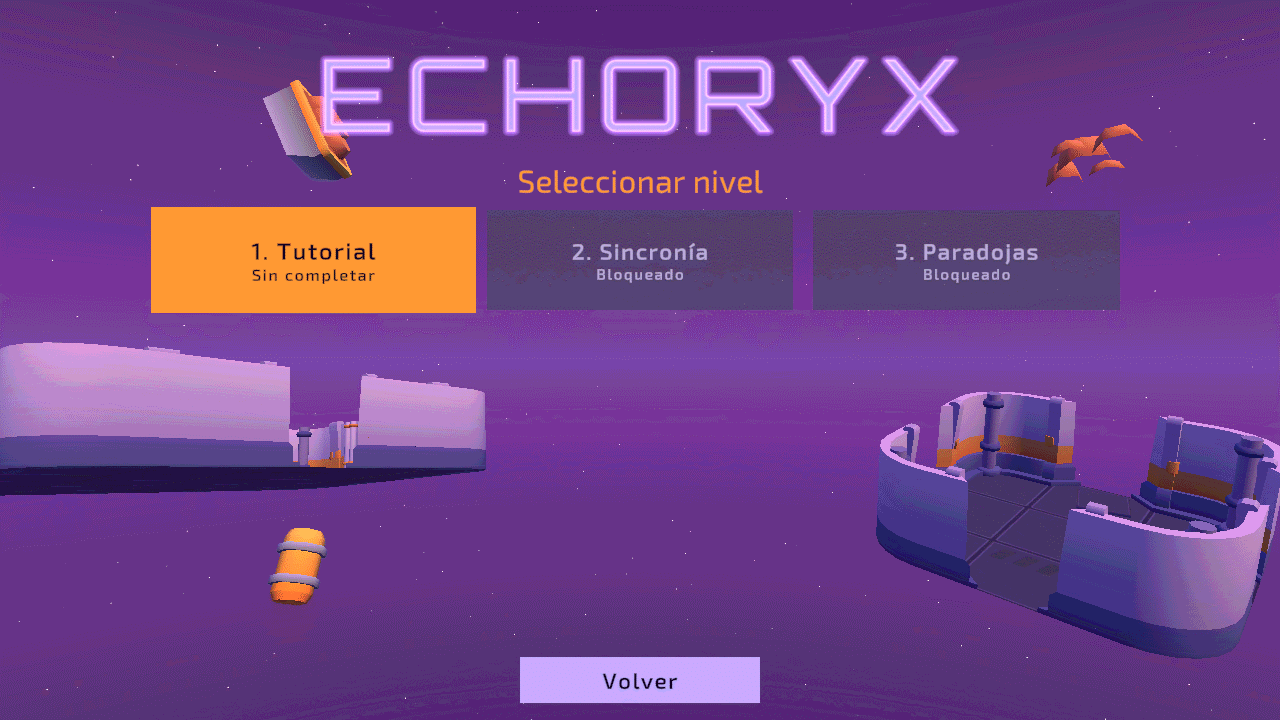 ECHORYX
Seleccionar nivel
1. Tutorial
Sin completar
2. Sincronía
Bloqueado
3. Paradojas
Bloqueado
Volver